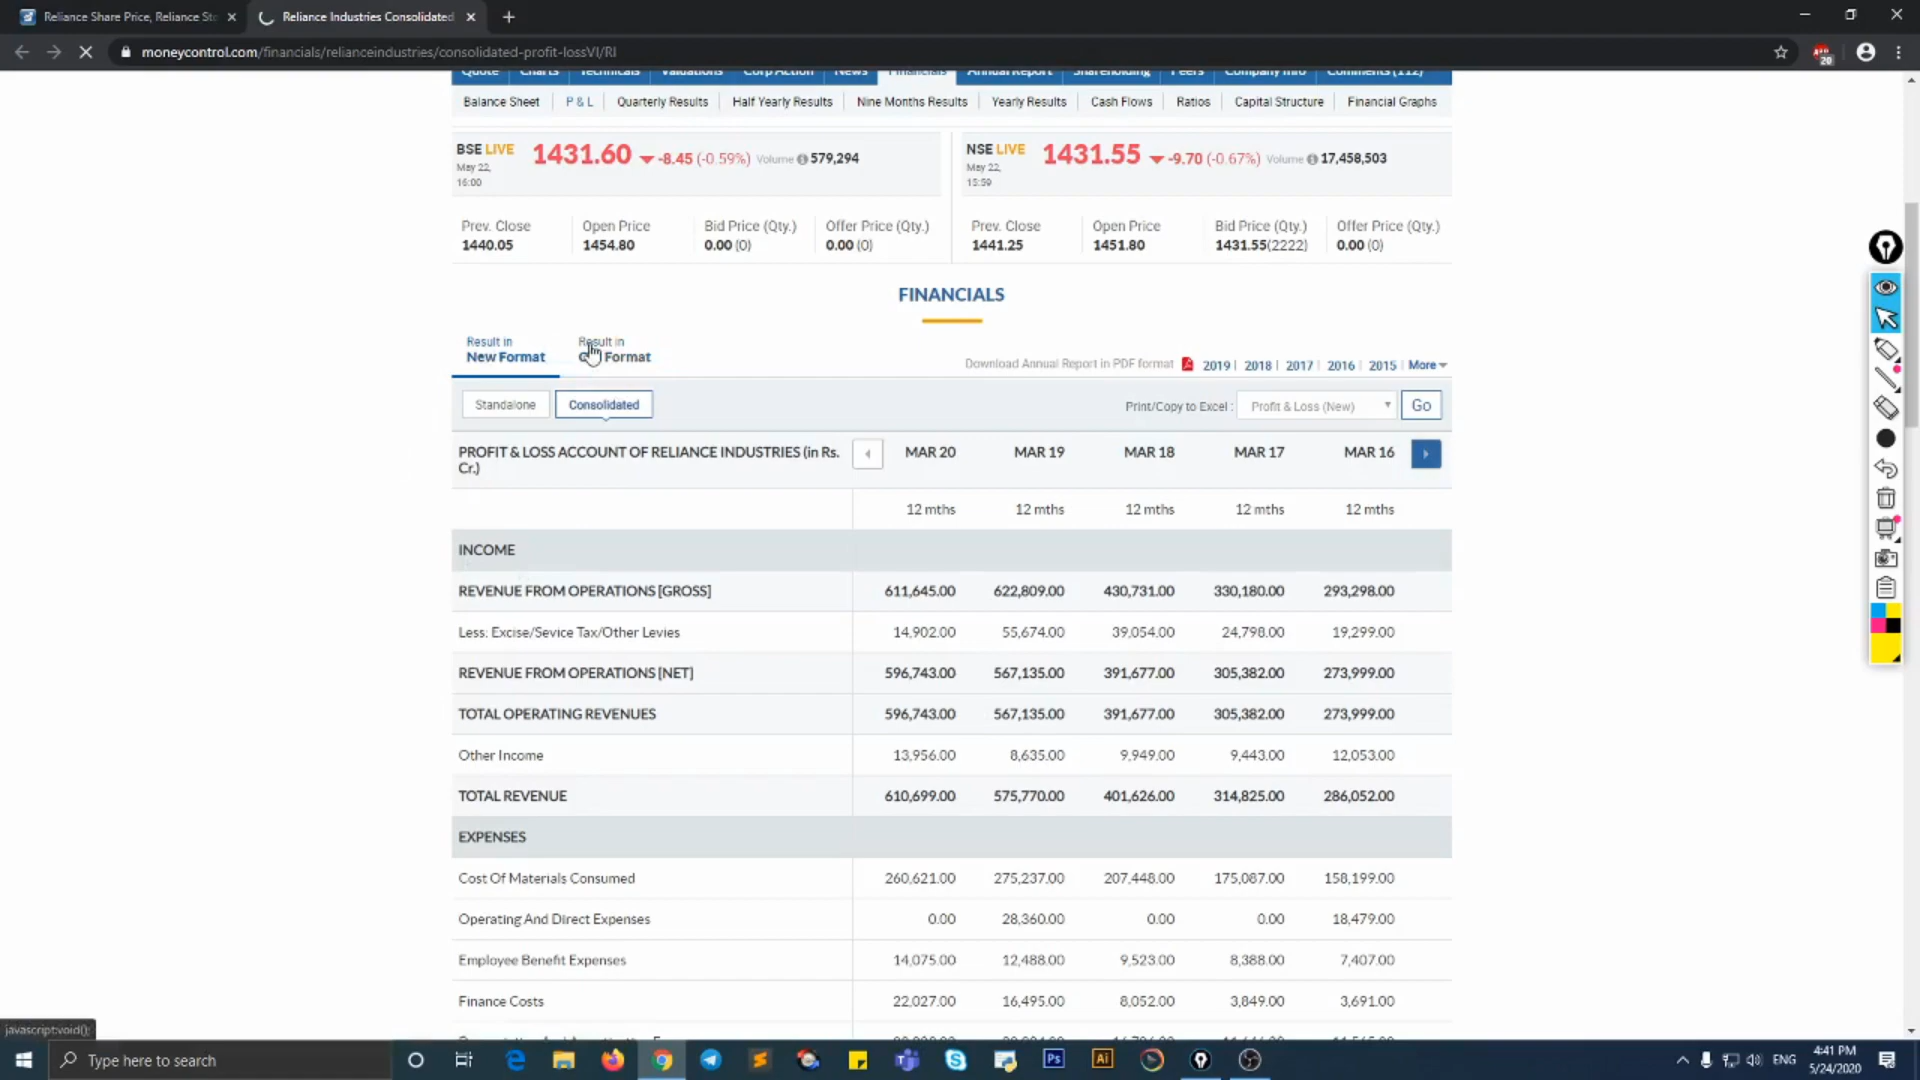 Reliance Share Price, Reliance Sto
Reliance Industries Consolidated
moneycontrol.com/financials/relianceindustries/consolidated-profit-lossVI/RI
20
Quote Charts Technicals Valuations Corp Action News Financials Annual Report Shareholding Peers Company Info Comments (112)
Balance Sheet P & L Quarterly Results Half Yearly Results Nine Months Results Yearly Results Cash Flows Ratios Capital Structure Financial Graphs
BSE LIVE 1431.60 -8.45 (-0.59%) Volume 579,294
May 22,
16:00
NSE LIVE 1431.55 -9.70 (-0.67%) Volume 17,458,503
May 22,
15:59
Prev. Close Open Price Bid Price (Qty.) Offer Price (Qty.)
1440.05 1454.80 0.00 (0) 0.00 (0)
Prev. Close Open Price Bid Price (Qty.) Offer Price (Qty.)
1441.25 1451.80 1431.55(2222) 0.00 (0)
FINANCIALS
Result in
New Format
Result in
Format
Download Annual Report in PDF format 2019 | 2018 | 2017 | 2016 | 2015 | More
Standalone Consolidated Print/Copy to Excel : Profit & Loss (New) Go
PROFIT & LOSS ACCOUNT OF RELIANCE INDUSTRIES (in Rs. MAR 20 MAR 19 MAR 18 MAR 17 MAR 16
Cr.)
12 mths 12 mths 12 mths 12 mths 12 mths
INCOME
REVENUE FROM OPERATIONS [GROSS] 611,645.00 622,809.00 430,731.00 330,180.00 293,298.00
Less: Excise/Sevice Tax/Other Levies 14,902.00 55,674.00 39,054.00 24,798.00 19,299.00
REVENUE FROM OPERATIONS [NET] 596,743.00 567,135.00 391,677.00 305,382.00 273,999.00
TOTAL OPERATING REVENUES 596,743.00 567,135.00 391,677.00 305,382.00 273,999.00
Other Income 13,956.00 8,635.00 9,949.00 9,443.00 12,053.00
TOTAL REVENUE 610,699.00 575,770.00 401,626.00 314,825.00 286,052.00
EXPENSES
Cost Of Materials Consumed 260,621.00 275,237.00 207,448.00 175,087.00 158,199.00
Operating And Direct Expenses 0.00 28,360.00 0.00 0.00 18,479.00
Employee Benefit Expenses 14,075.00 12,488.00 9,523.00 8,388.00 7,407.00
Finance Costs 22,027.00 16,495.00 8,052.00 3,849.00 3,691.00
javascript:void();
Type here to search
Ps
Ai
ENG
4:41 PM
5/24/2020